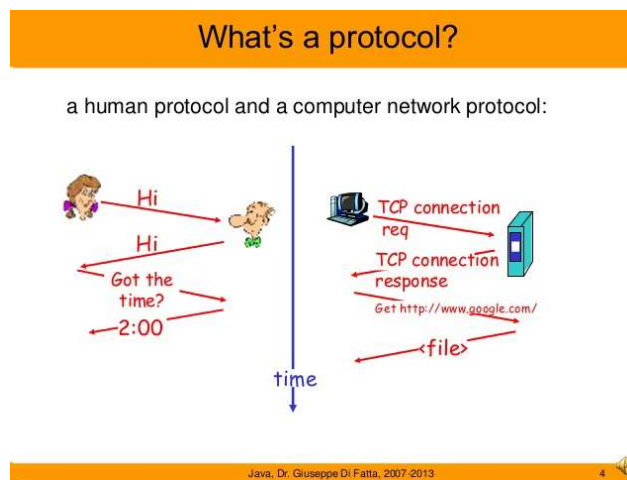 What's a protocol?
a human protocol and a computer network protocol:
Hi
Hi
Got the
time?
2:00
time
TCP connection
req
TCP connection
response
Get http://www.google.com/
<file>
Java, Dr. Giuseppe Di Fatta, 2007-2013
4